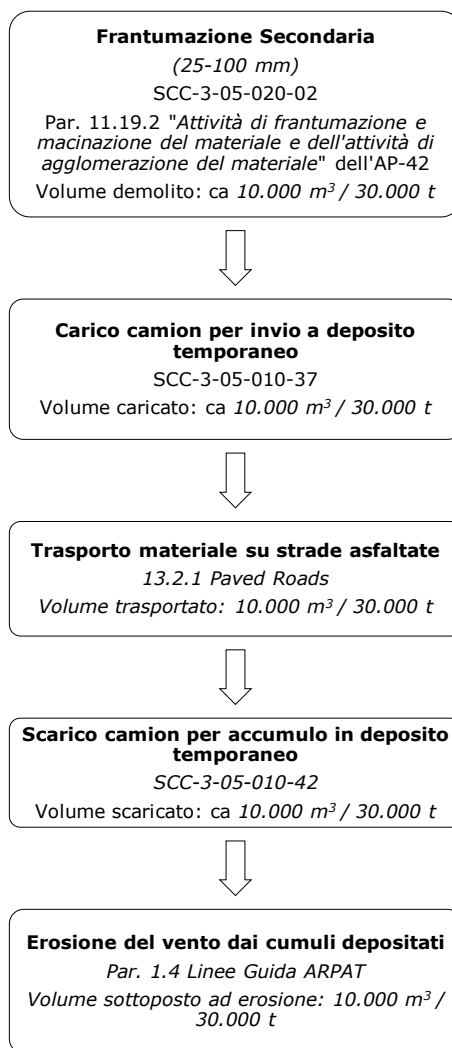 Frantumazione Secondaria
(25-100 mm)
SCC-3-05-020-02
Par. 11.19.2 "Attività di frantumazione e
macinazione del materiale e dell'attività di
agglomerazione del materiale" dell'AP-42
Volume demolito: ca 10.000 m³ / 30.000 t
Carico camion per invio a deposito
temporaneo
SCC-3-05-010-37
Volume caricato: ca 10.000 m³ / 30.000 t
Trasporto materiale su strade asfaltate
13.2.1 Paved Roads
Volume trasportato: 10.000 m³ / 30.000 t
Scarico camion per accumulo in deposito
temporaneo
SCC-3-05-010-42
Volume scaricato: ca 10.000 m³ / 30.000 t
Erosione del vento dai cumuli depositati
Par. 1.4 Linee Guida ARPAT
Volume sottoposto ad erosione: 10.000 m³ /
30.000 t